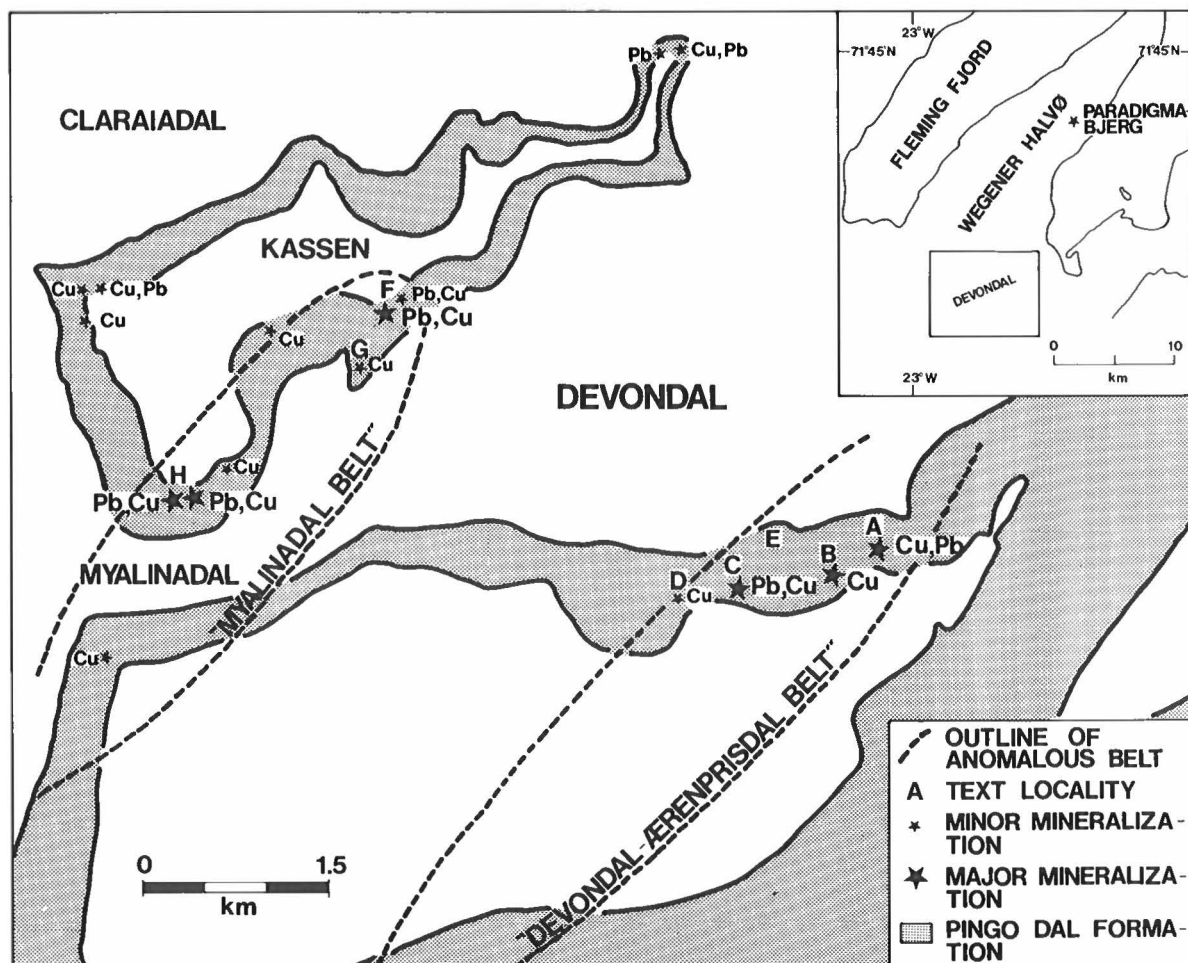 Pb
Cu,Pb
CLARAIADAL
KASSEN
Cu
Cu,Pb
Cu
F
Pb,Cu
Pb,Cu
Cu
G
Cu
DEVONDAL
"MYALINADAL BELT"
H
Cu
Pb,Cu
Pb,Cu
MYALINADAL
E
A
Cu,Pb
B
Cu
C
Pb,Cu
D
Cu
Cu
"DEVONDAL-ÆRENPRISDAL BELT"
0
1.5
km
23°W
71°45'N
71°45'N
FLEMING FJORD
WEGENER HALVØ
PARADIGMA-
BJERG
DEVONDAL
0
10
km
23°W
OUTLINE OF
ANOMALOUS BELT
A TEXT LOCALITY
MINOR MINERALIZA-
TION
MAJOR MINERALIZA-
TION
PINGO DAL FORMA-
TION